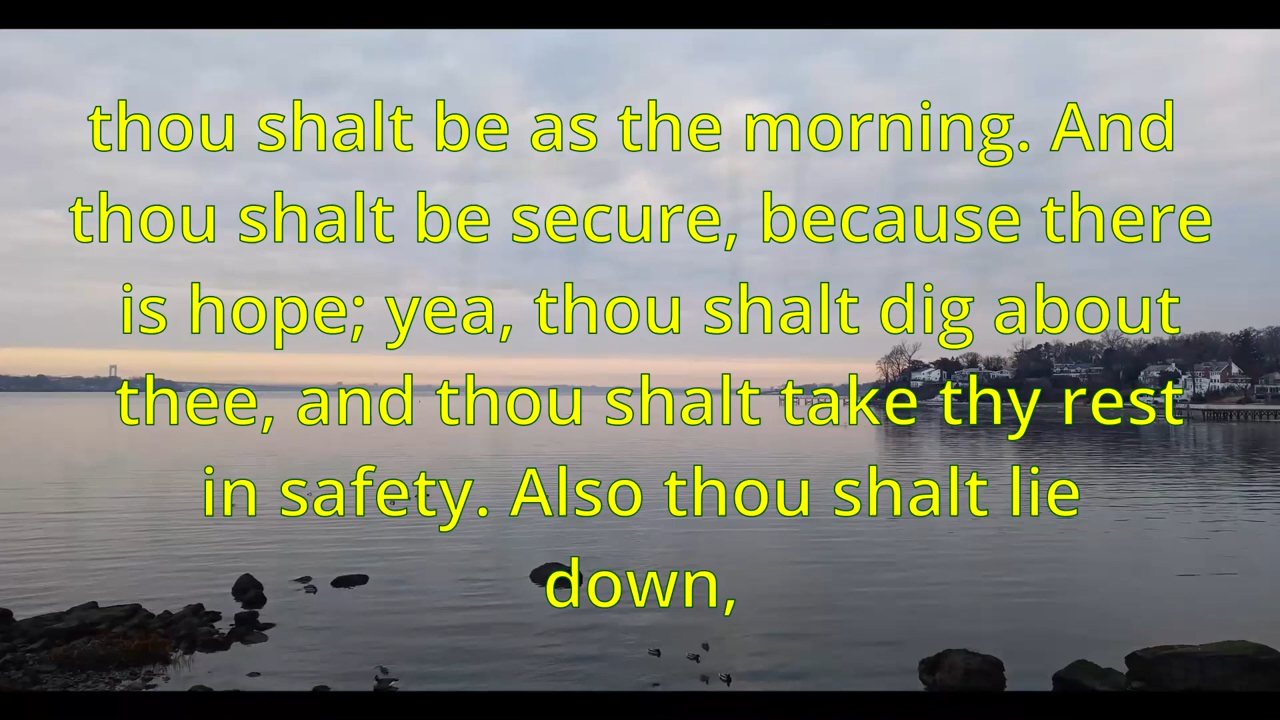 thou shalt be as the morning. And
thou shalt be secure, because there
is hope; yea, thou shalt dig about
thee, and thou shalt take thy rest
in safety. Also thou shalt lie
down,